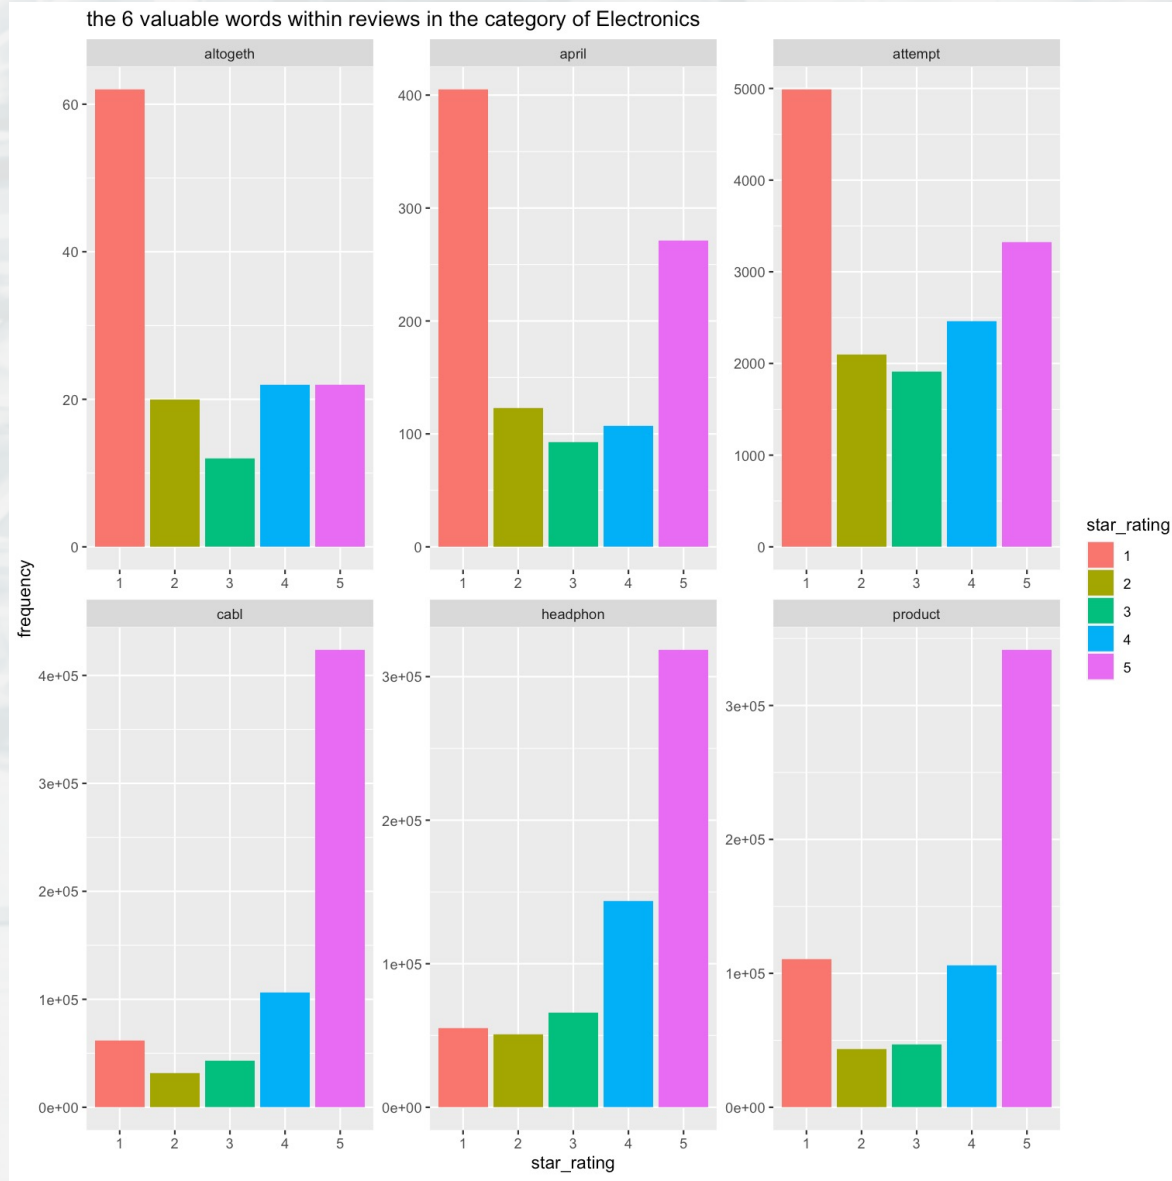 the 6 valuable words within reviews in the category of Electronics
altogeth
april
attempt
60
40
20
0
400
300
200
100
0
5000
4000
3000
2000
1000
0
1 2 3 4 5
1 2 3 4 5
1 2 3 4 5
frequency
cabl
headphon
product
4e+05
3e+05
2e+05
1e+05
0e+00
3e+05
2e+05
1e+05
0e+00
3e+05
2e+05
1e+05
0e+00
1 2 3 4 5
1 2 3 4 5
1 2 3 4 5
star_rating
star_rating
1
2
3
4
5